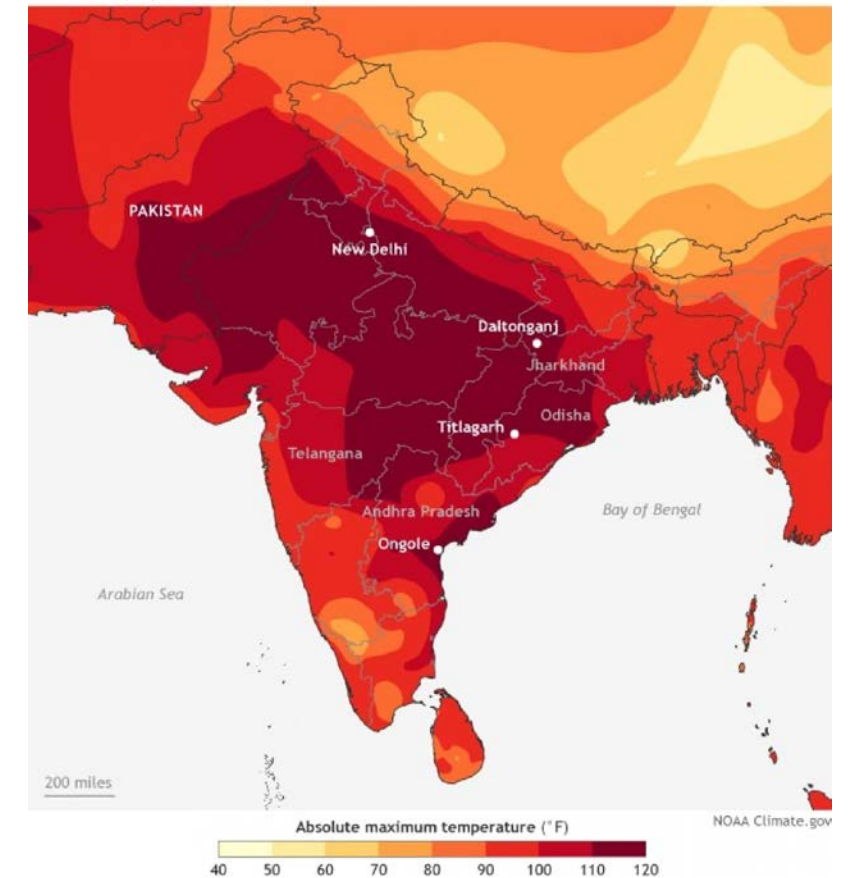 PAKISTAN
New Delhi
Daltonganj
Jharkhand
Odisha
Titlagarh
Telangana
Andhra Pradesh
Bay of Bengal
Ongole
Arabian Sea
200 miles
NOAA Climate.gov
Absolute maximum temperature (°F)
40 50 60 70 80 90 100 110 120